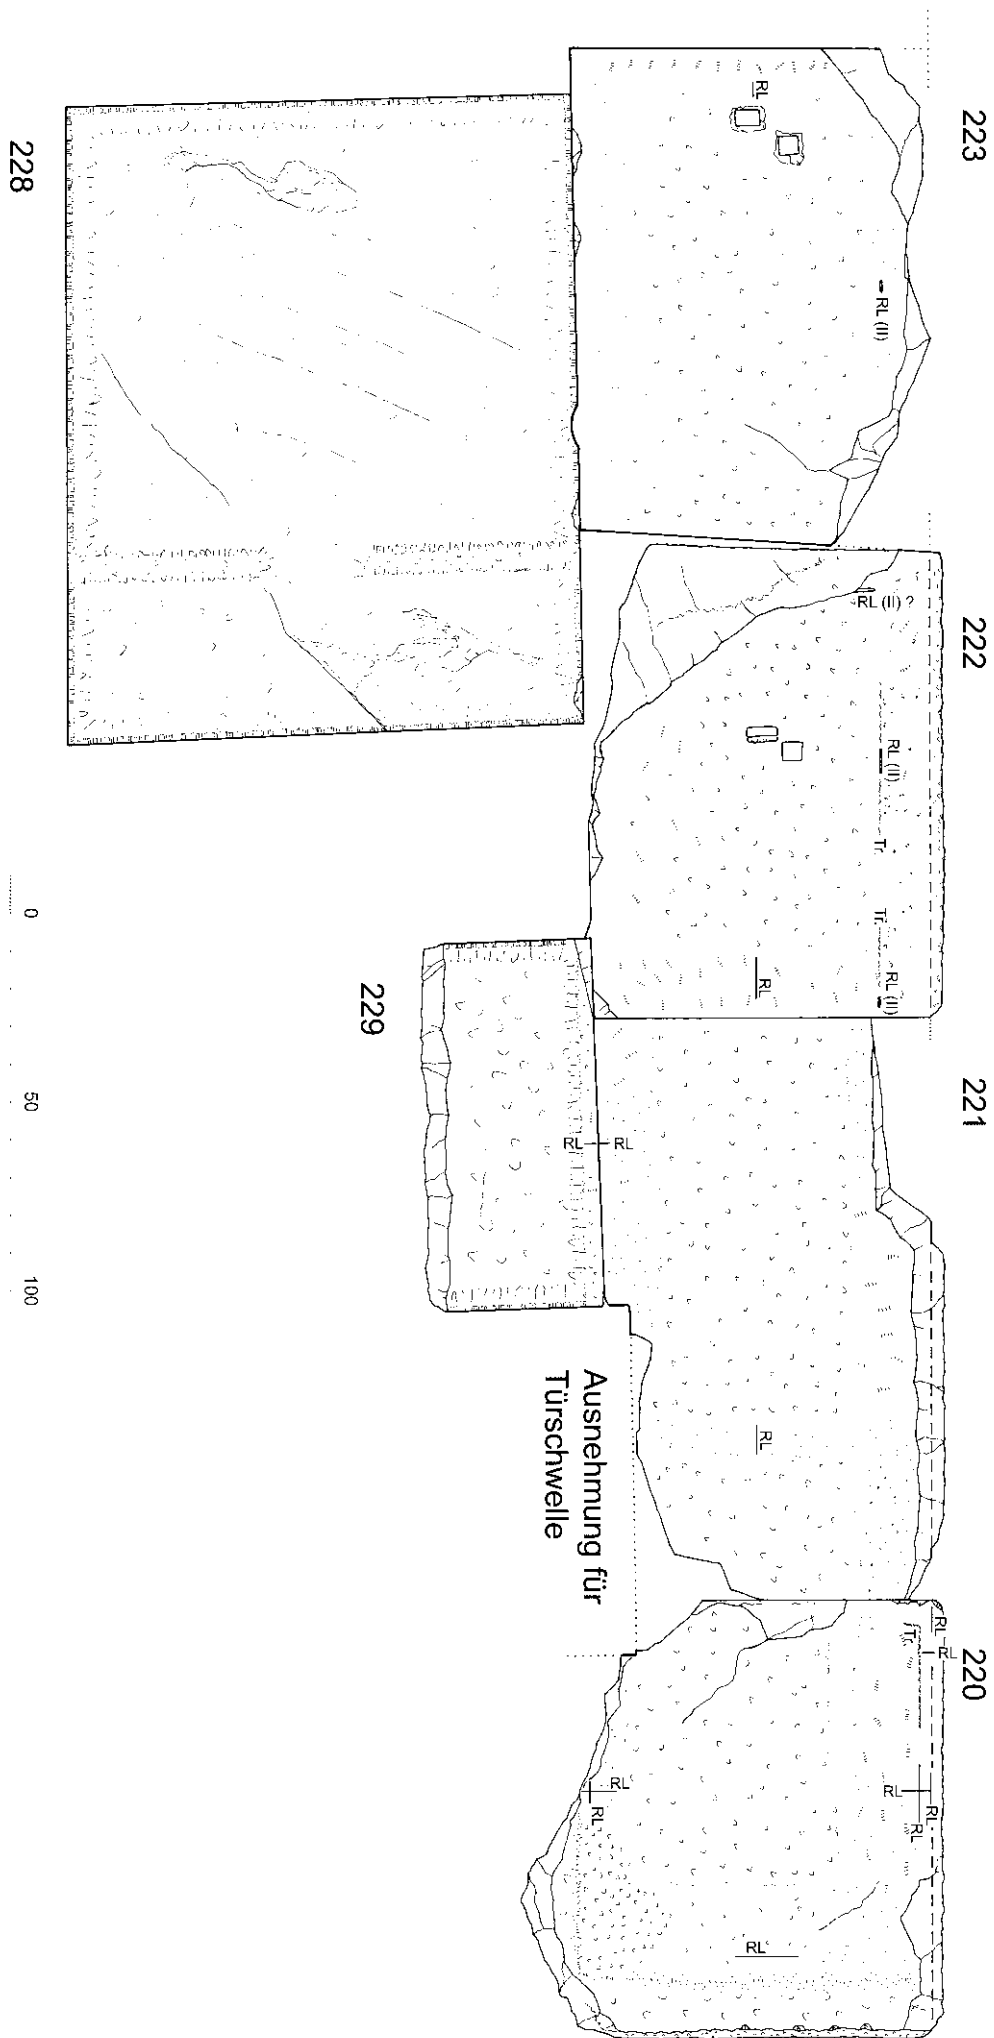 223
RL
RL (II)
228
222
RL (II) ?
RL (II)
Tr.
Tr.
RL (II)
RL
229
221
RL
RL
RL
Ausnehmung für
Türschwelle
220
RL
RL
Tr.
RL
RL
RL
RL
RL
RL
0
50
100